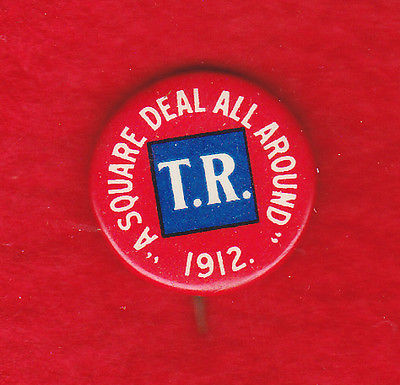 "A SQUARE DEAL ALL AROUND"
T.R.
1912.